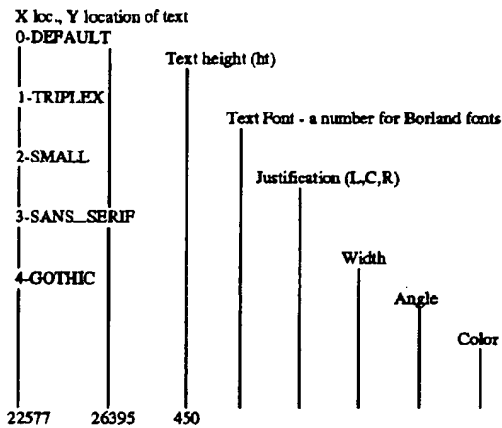 X loc., Y location of text
0-DEFAULT
Text height (ht)
1-TRIPLEX
Text Font - a number for Borland fonts
2-SMALL
Justification (L,C,R)
3-SANS_SERIF
Width
4-GOTHIC
Angle
Color
22577 26395 450